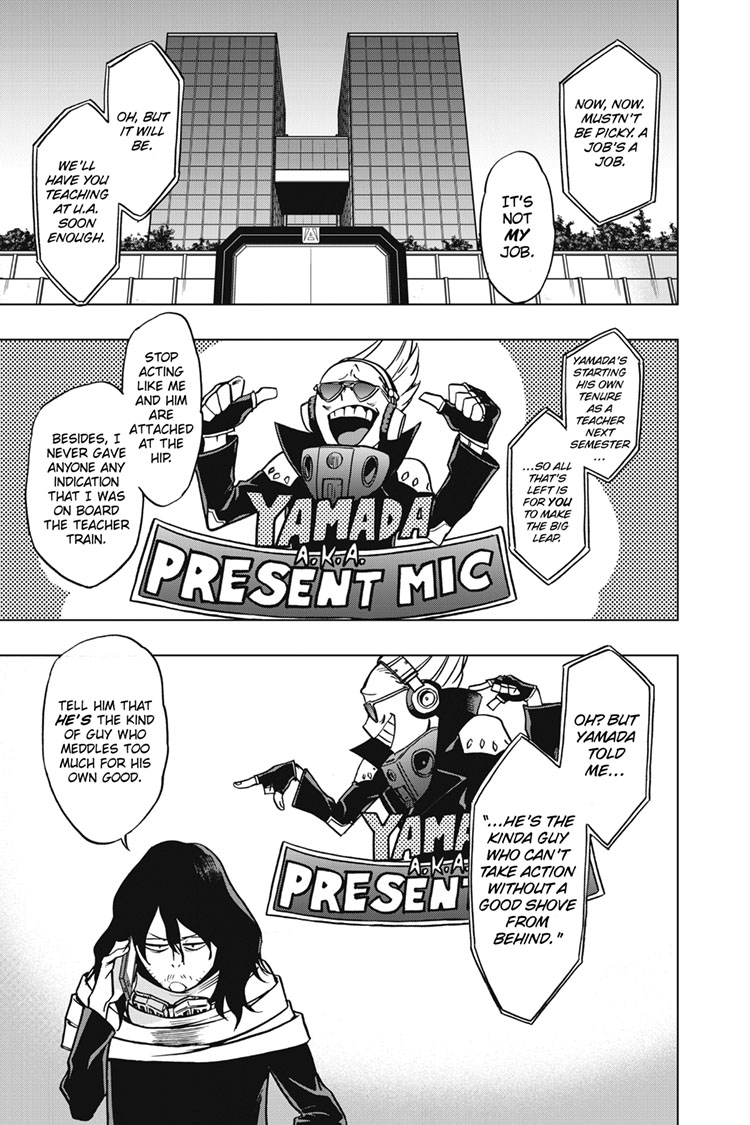 NOW, NOW.
MUSTN'T
BE PICKY. A
JOB'S A
JOB.
IT'S
NOT
MY
JOB.
OH, BUT
IT WILL
BE.
WE'LL
HAVE YOU
TEACHING
AT U.A.
SOON
ENOUGH.
YAMADA'S
STARTING
HIS OWN
TENURE
AS A
TEACHER
NEXT
SEMESTER
...
...SO ALL
THAT'S
LEFT IS
FOR YOU
TO MAKE
THE BIG
LEAP.
STOP
ACTING
LIKE ME
AND HIM
ARE
ATTACHED
AT THE
HIP.
BESIDES, I
NEVER GAVE
ANYONE ANY
INDICATION
THAT I WAS
ON BOARD
THE TEACHER
TRAIN.
YAMADA
A.K.A.
PRESENT MIC
OH? BUT
YAMADA
TOLD
ME...
"...HE'S THE
KINDA GUY
WHO CAN'T
TAKE ACTION
WITHOUT A
GOOD SHOVE
FROM
BEHIND."
YAMA
A.K.A.
PRESENT
TELL HIM THAT
HE'S THE KIND
OF GUY WHO
MEDDLES TOO
MUCH FOR HIS
OWN GOOD.